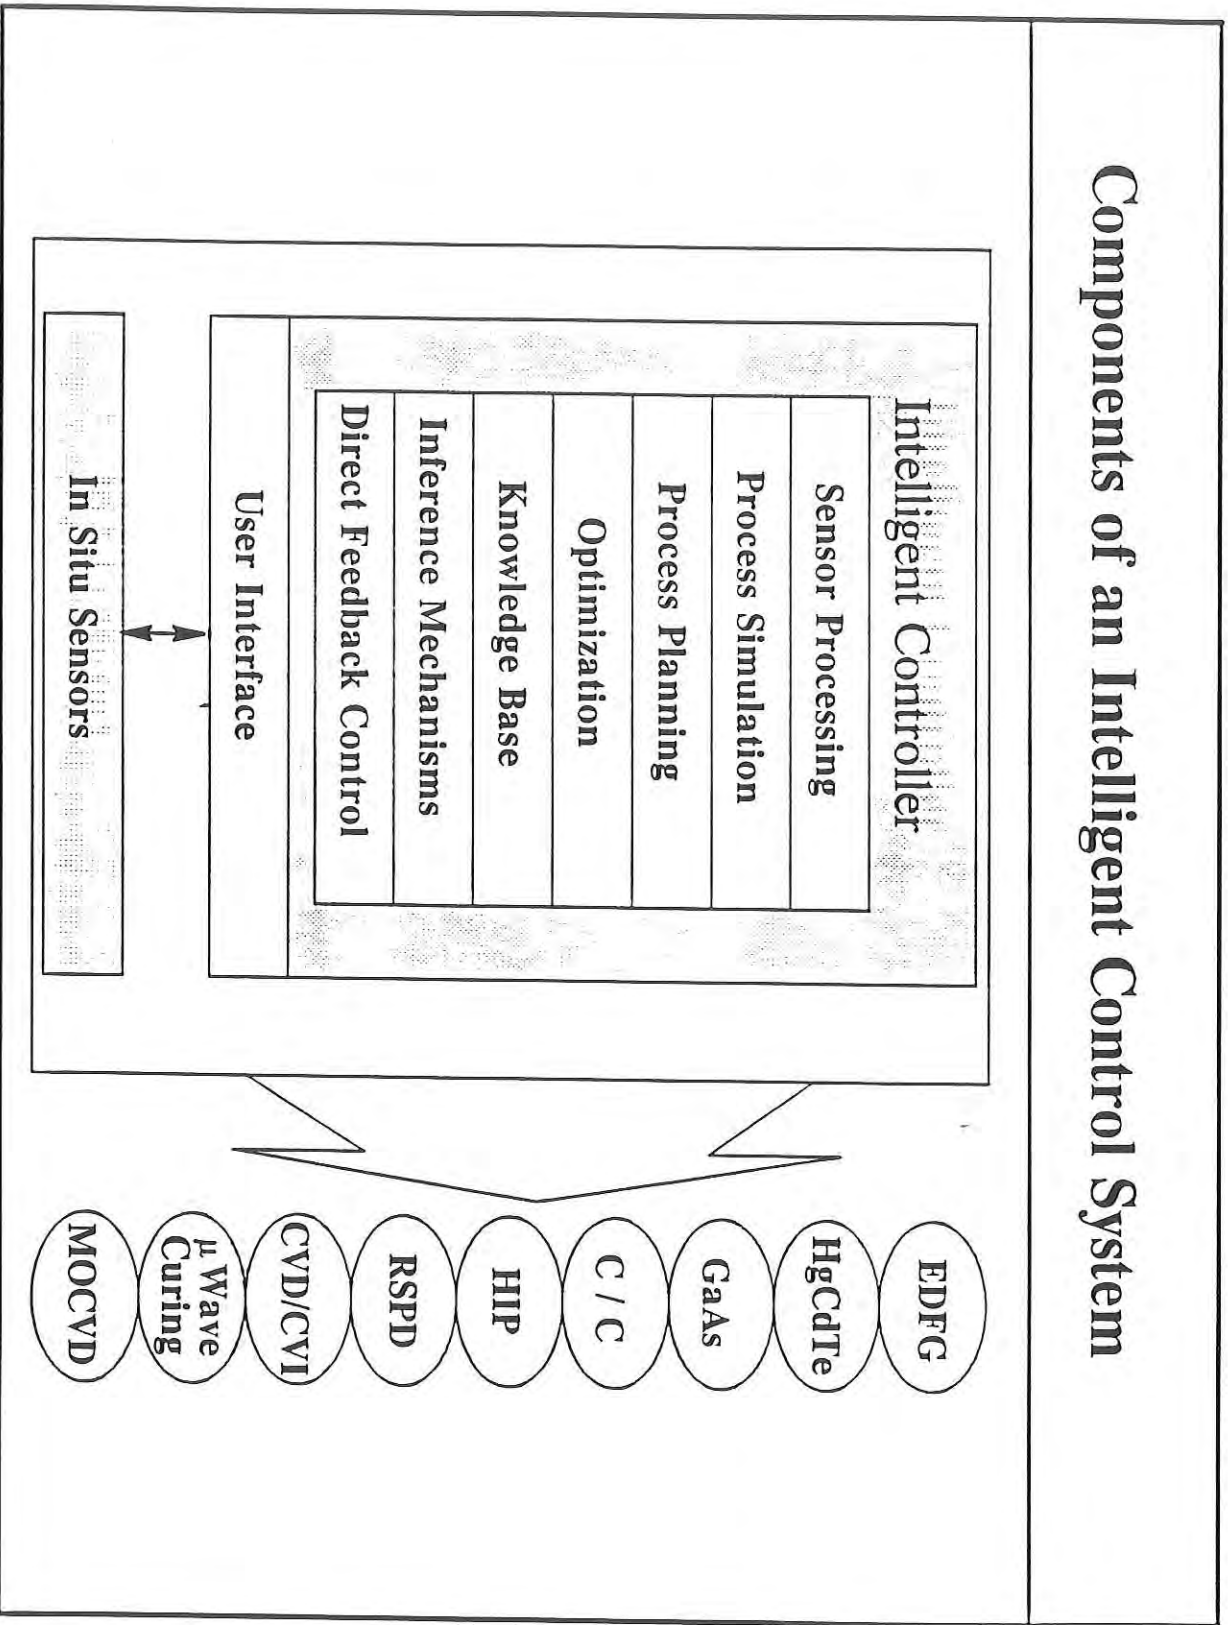 Components of an Intelligent Control System
Intelligent Controller
Sensor Processing
Process Simulation
Process Planning
Optimization
Knowledge Base
Inference Mechanisms
Direct Feedback Control
User Interface
In Situ Sensors
EDFG
HgCdTe
GaAs
C / C
HIP
RSPD
CVD/CVI
μ Wave
Curing
MOCVD